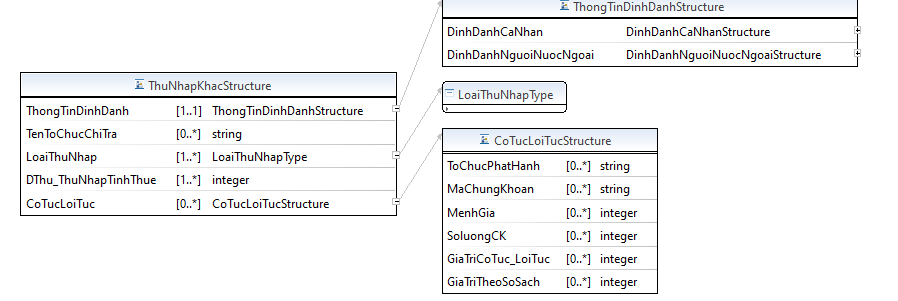 ThongTinDinhDanhStructure
DinhDanhCaNhan DinhDanhCaNhanStructure
DinhDanhNguoiNuocNgoai DinhDanhNguoiNuocNgoaiStructure
ThuNhapKhacStructure
ThongTinDinhDanh [1..1] ThongTinDinhDanhStructure
TenToChucChiTra [0..*] string
LoaiThuNhap [1..*] LoaiThuNhapType
DThu_ThuNhapTinhThue [1..*] integer
CoTucLoiTuc [0..*] CoTucLoiTucStructure
LoaiThuNhapType
CoTucLoiTucStructure
ToChucPhatHanh [0..*] string
MaChungKhoan [0..*] string
MenhGia [0..*] integer
SoluongCK [0..*] integer
GiaTriCoTuc_LoiTuc [0..*] integer
GiaTriTheoSoSach [0..*] integer